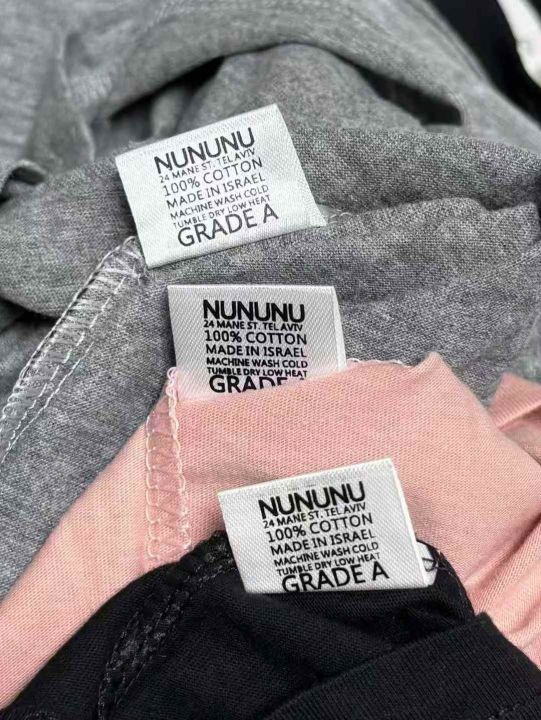 NUNUNU
24 MANE ST. TEL AVIV
100% COTTON
MADE IN ISRAEL
MACHINE WASH COLD
TUMBLE DRY LOW HEAT
GRADE A
NUNUNU
24 MANE ST. TEL AVIV
100% COTTON
MADE IN ISRAEL
MACHINE WASH COLD
TUMBLE DRY LOW HEAT
GRADE A
NUNUNU
24 MANE ST. TEL AVIV
100% COTTON
MADE IN ISRAEL
MACHINE WASH COLD
TUMBLE DRY LOW HEAT
GRADE A